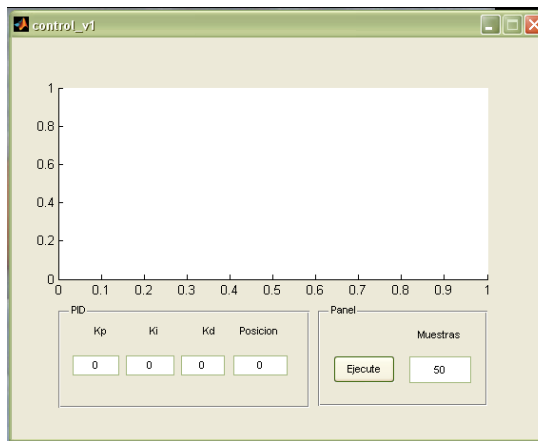 control_v1
1
0.8
0.6
0.4
0.2
0
0 0.1 0.2 0.3 0.4 0.5 0.6 0.7 0.8 0.9 1
PID
Kp Ki Kd Posicion
0 0 0 0
Panel
Muestras
Ejecute 50